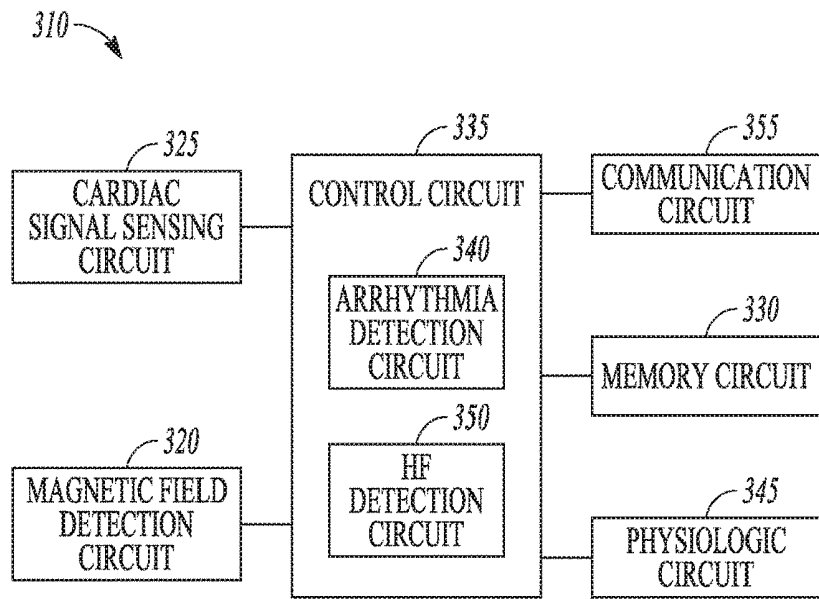 310
325
CARDIAC
SIGNAL SENSING
CIRCUIT
335
CONTROL CIRCUIT
355
COMMUNICATION
CIRCUIT
340
ARRHYTHMIA
DETECTION
CIRCUIT
330
MEMORY CIRCUIT
320
MAGNETIC FIELD
DETECTION
CIRCUIT
350
HF
DETECTION
CIRCUIT
345
PHYSIOLOGIC
CIRCUIT